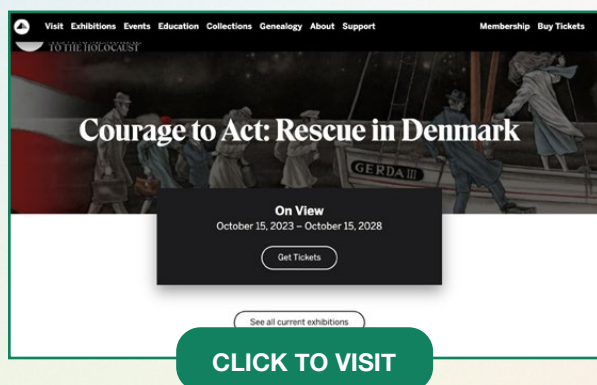 Visit Exhibitions Events Education Collections Genealogy About Support Membership Buy Tickets
TO THE HOLOCAUST
Courage to Act: Rescue in Denmark
GERDA III
On View
October 15, 2023 – October 15, 2028
Get Tickets
See all current exhibitions
CLICK TO VISIT